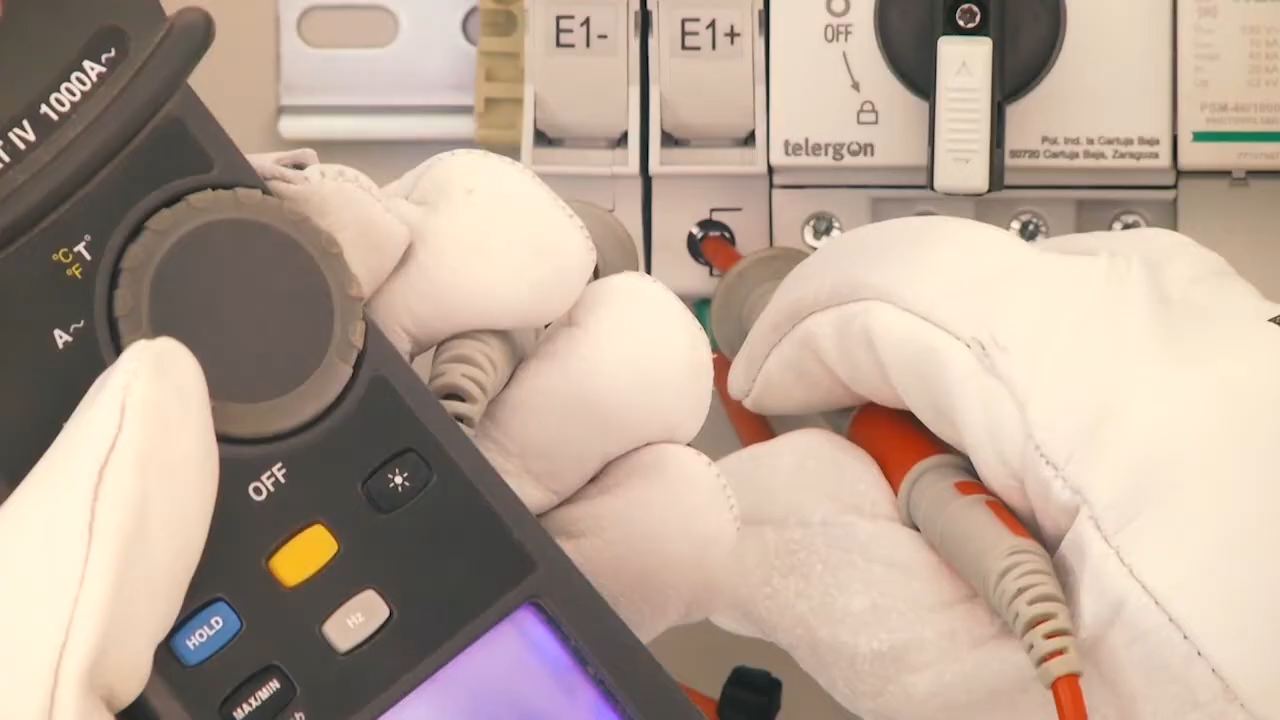 E1-
E1+
OFF
telergon
Pol. Ind. la Cartuja Baja
50720 Cartuja Baja, Zaragoza
IV 1000A~
°C
°F
T°
A~
OFF
HOLD
Hz
MAX/MIN